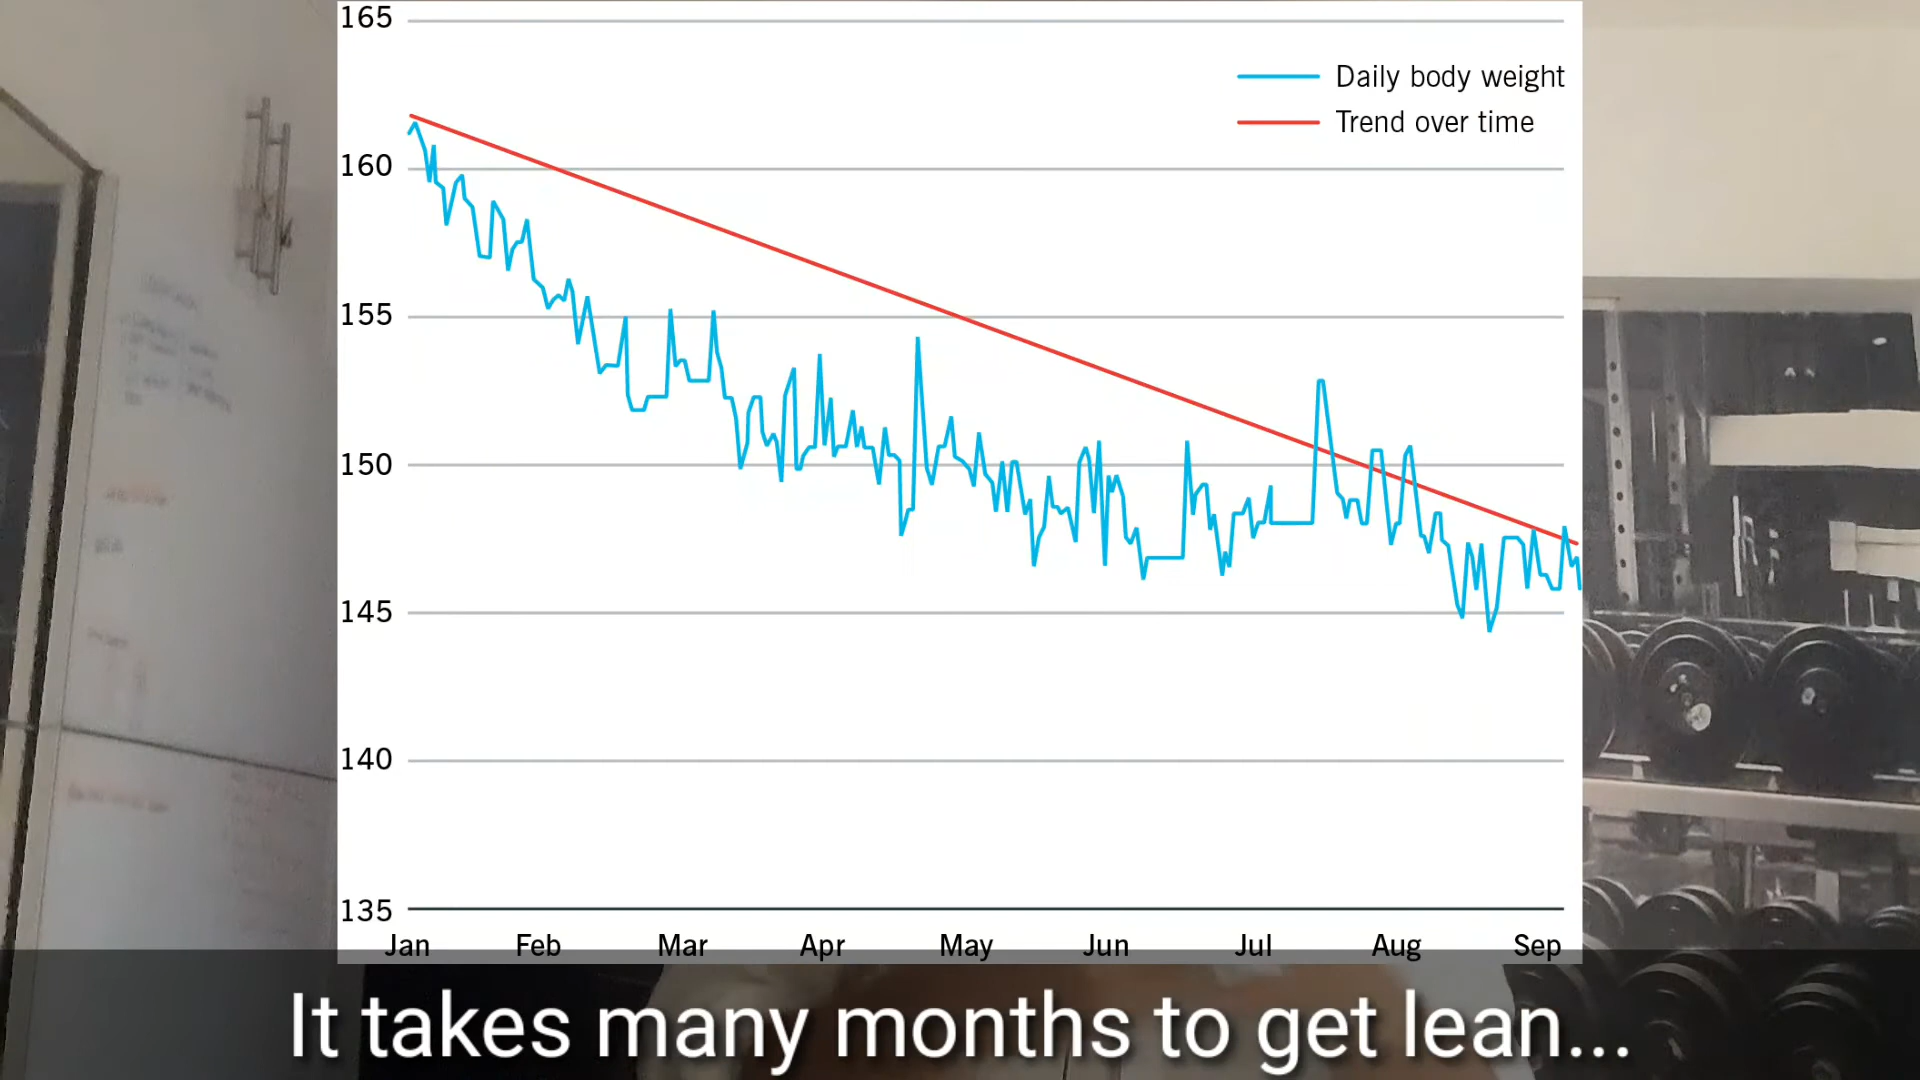 165
Daily body weight
Trend over time
160
155
150
145
140
135
Jan Feb Mar Apr May Jun Jul Aug Sep
It takes many months to get lean...